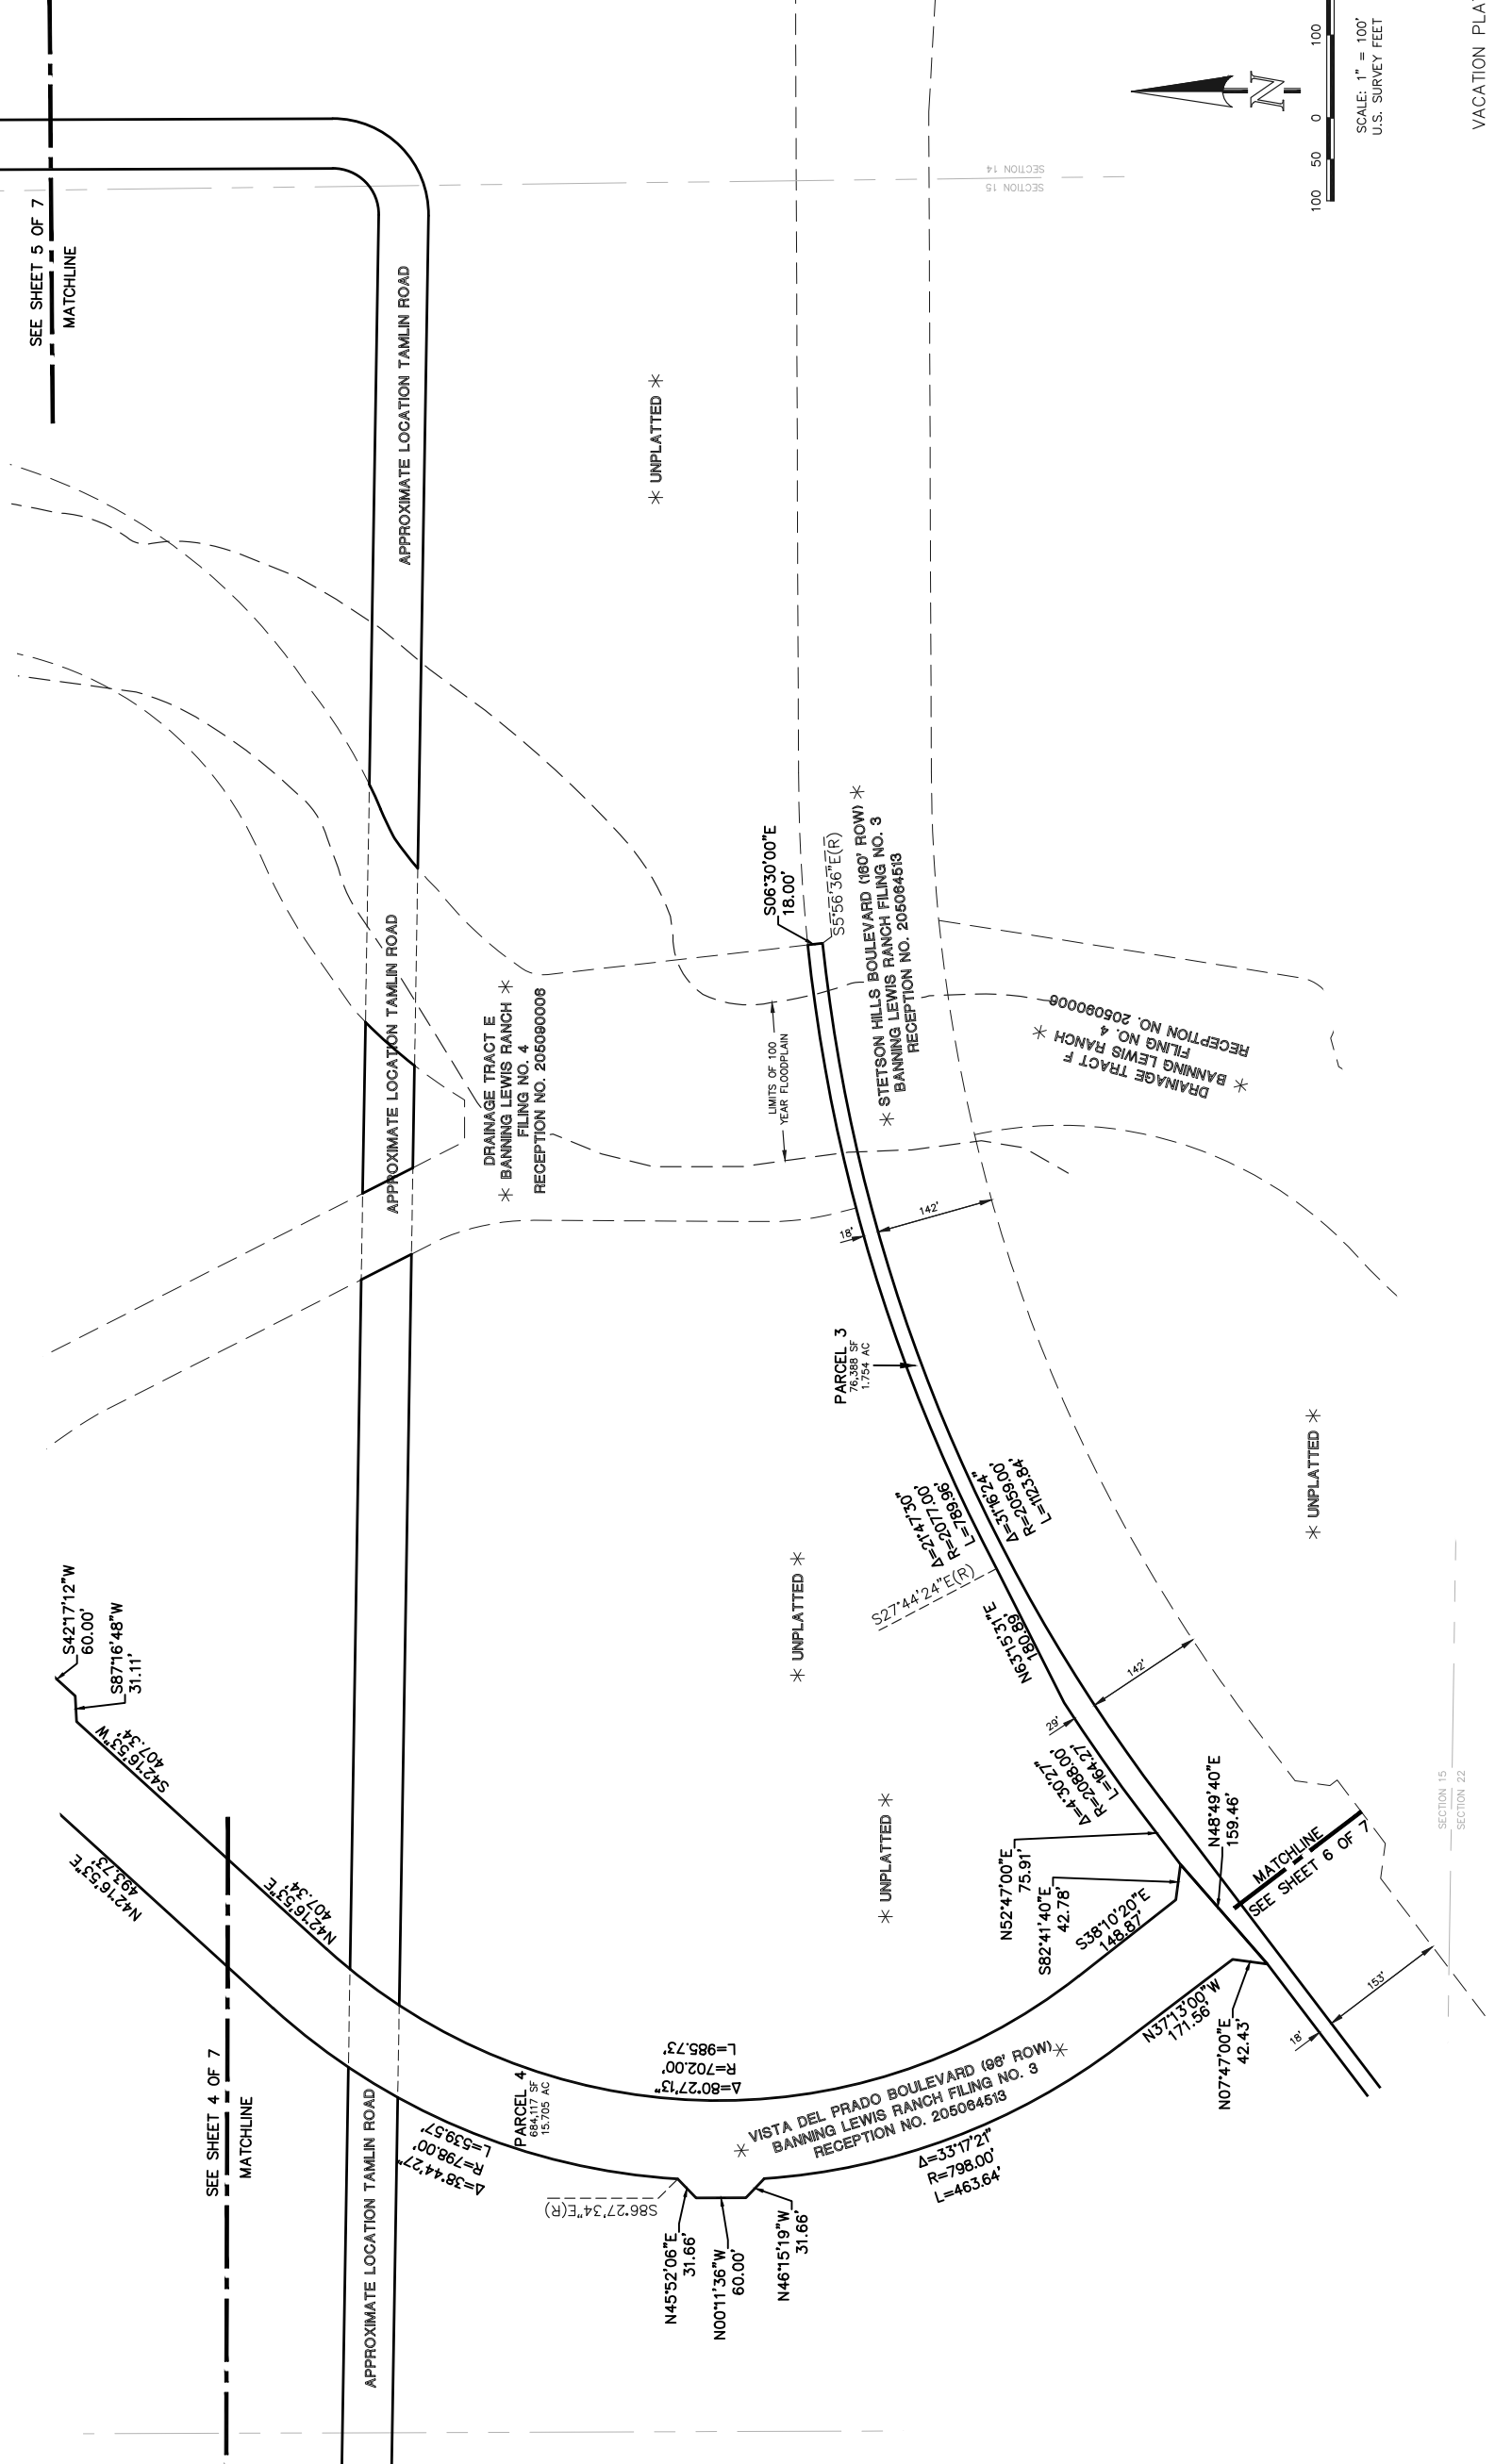 SEE SHEET 5 OF 7
MATCHLINE
APPROXIMATE LOCATION TAMLIN ROAD
* UNPLATTED *
SECTION 14
SECTION 15
N
100 50 0 100
SCALE: 1" = 100'
U.S. SURVEY FEET
VACATION PLA
APPROXIMATE LOCATION TAMLIN ROAD
DRAINAGE TRACT E
* BANNING LEWIS RANCH *
FILING NO. 4
RECEPTION NO. 205090006
S06°30'00"E
18.00'
S5°56'36"E(R)
* STETSON HILLS BOULEVARD (160' ROW) *
BANNING LEWIS RANCH FILING NO. 3
RECEPTION NO. 205064513
LIMITS OF 100
YEAR FLOODPLAIN
DRAINAGE TRACT F
* BANNING LEWIS RANCH *
FILING NO. 4
RECEPTION NO. 205090006
18'
142'
PARCEL 3
76,388 SF
1.754 AC
Δ=21°47'30"
R=2077.00'
L=789.96'
Δ=31°16'24"
R=2059.00'
L=1123.84'
S27°44'24"E(R)
N63°15'31"E
180.89'
* UNPLATTED *
* UNPLATTED *
142'
29'
Δ=4°30'27"
R=2088.00'
L=164.27'
S42°17'12"W
60.00'
S87°16'48"W
31.11'
S42°16'53"W
407.34'
N42°16'53"E
493.73'
N42°16'53"E
407.34'
SEE SHEET 4 OF 7
MATCHLINE
* UNPLATTED *
N52°47'00"E
75.91'
S82°41'40"E
42.78'
S38°10'20"E
148.87'
N48°49'40"E
159.46'
MATCHLINE
SEE SHEET 6 OF 7
SECTION 15
SECTION 22
153'
18'
N37°13'00"W
171.56'
N07°47'00"E
42.43'
Δ=80°27'13"
R=702.00'
L=985.73'
* VISTA DEL PRADO BOULEVARD (96' ROW) *
BANNING LEWIS RANCH FILING NO. 3
RECEPTION NO. 205064513
Δ=33°17'21"
R=798.00'
L=463.64'
PARCEL 4
684,117 SF
15.705 AC
Δ=38°44'27"
R=798.00'
L=539.57'
APPROXIMATE LOCATION TAMLIN ROAD
S86°27'34"E(R)
N45°52'06"E
31.66'
N00°11'36"W
60.00'
N46°15'19"W
31.66'